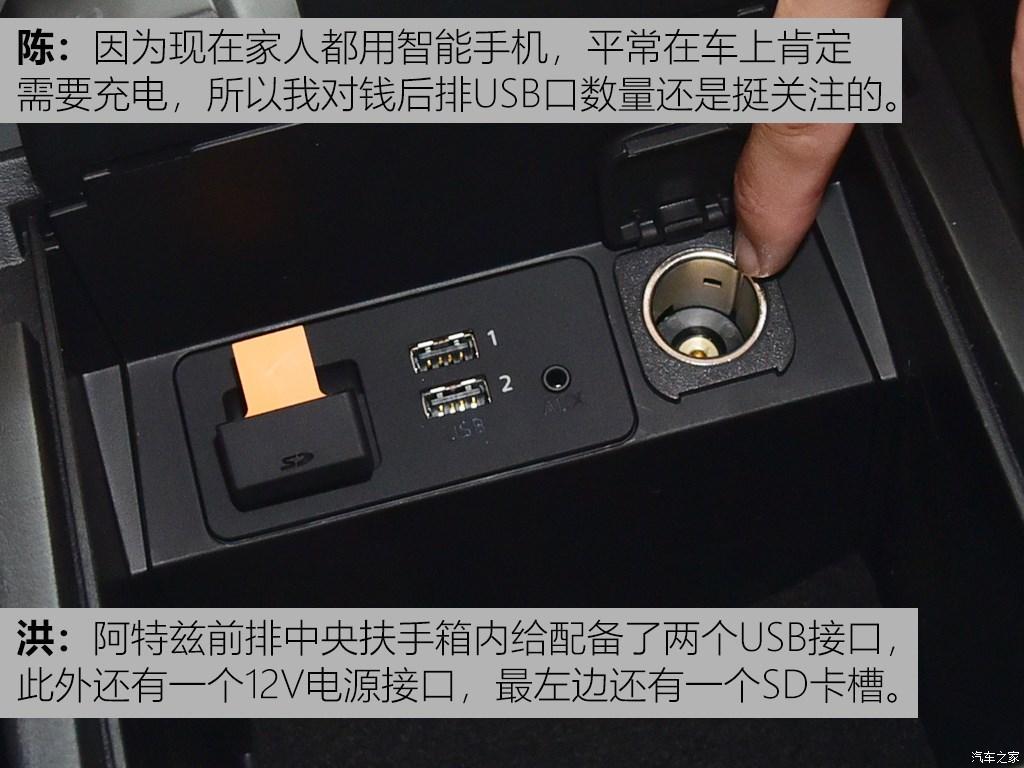 陈：因为现在家人都用智能手机，平常在车上肯定
需要充电，所以我对钱后排USB口数量还是挺关注的。
1
2
USB
AUX
SD
洪：阿特兹前排中央扶手箱内给配备了两个USB接口，
此外还有一个12V电源接口，最左边还有一个SD卡槽。
汽车之家